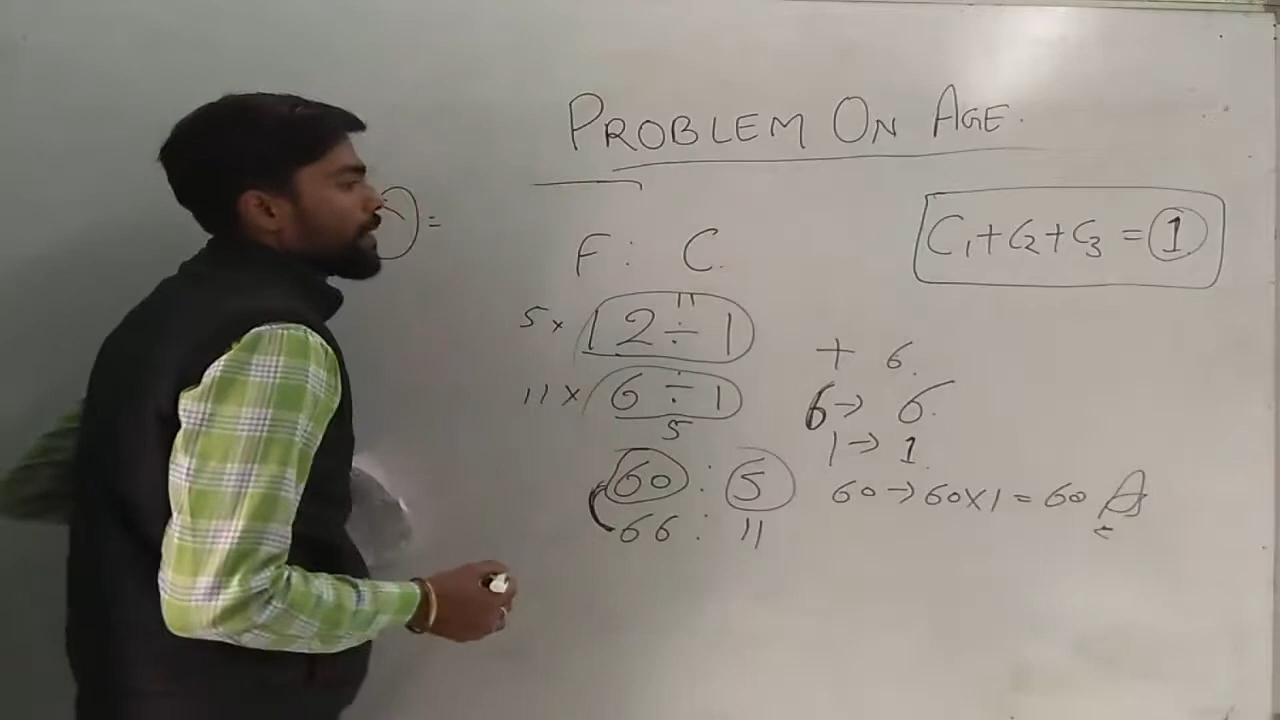 PROBLEM ON AGE.
C1+C2+C3 = 1
=
F : C.
11
5 × 12 ÷ 1
+ 6.
11 × 6 ÷ 1
6 → 6.
5
1 → 1.
60 : 5
60 → 60×1 = 60 A
66 : 11